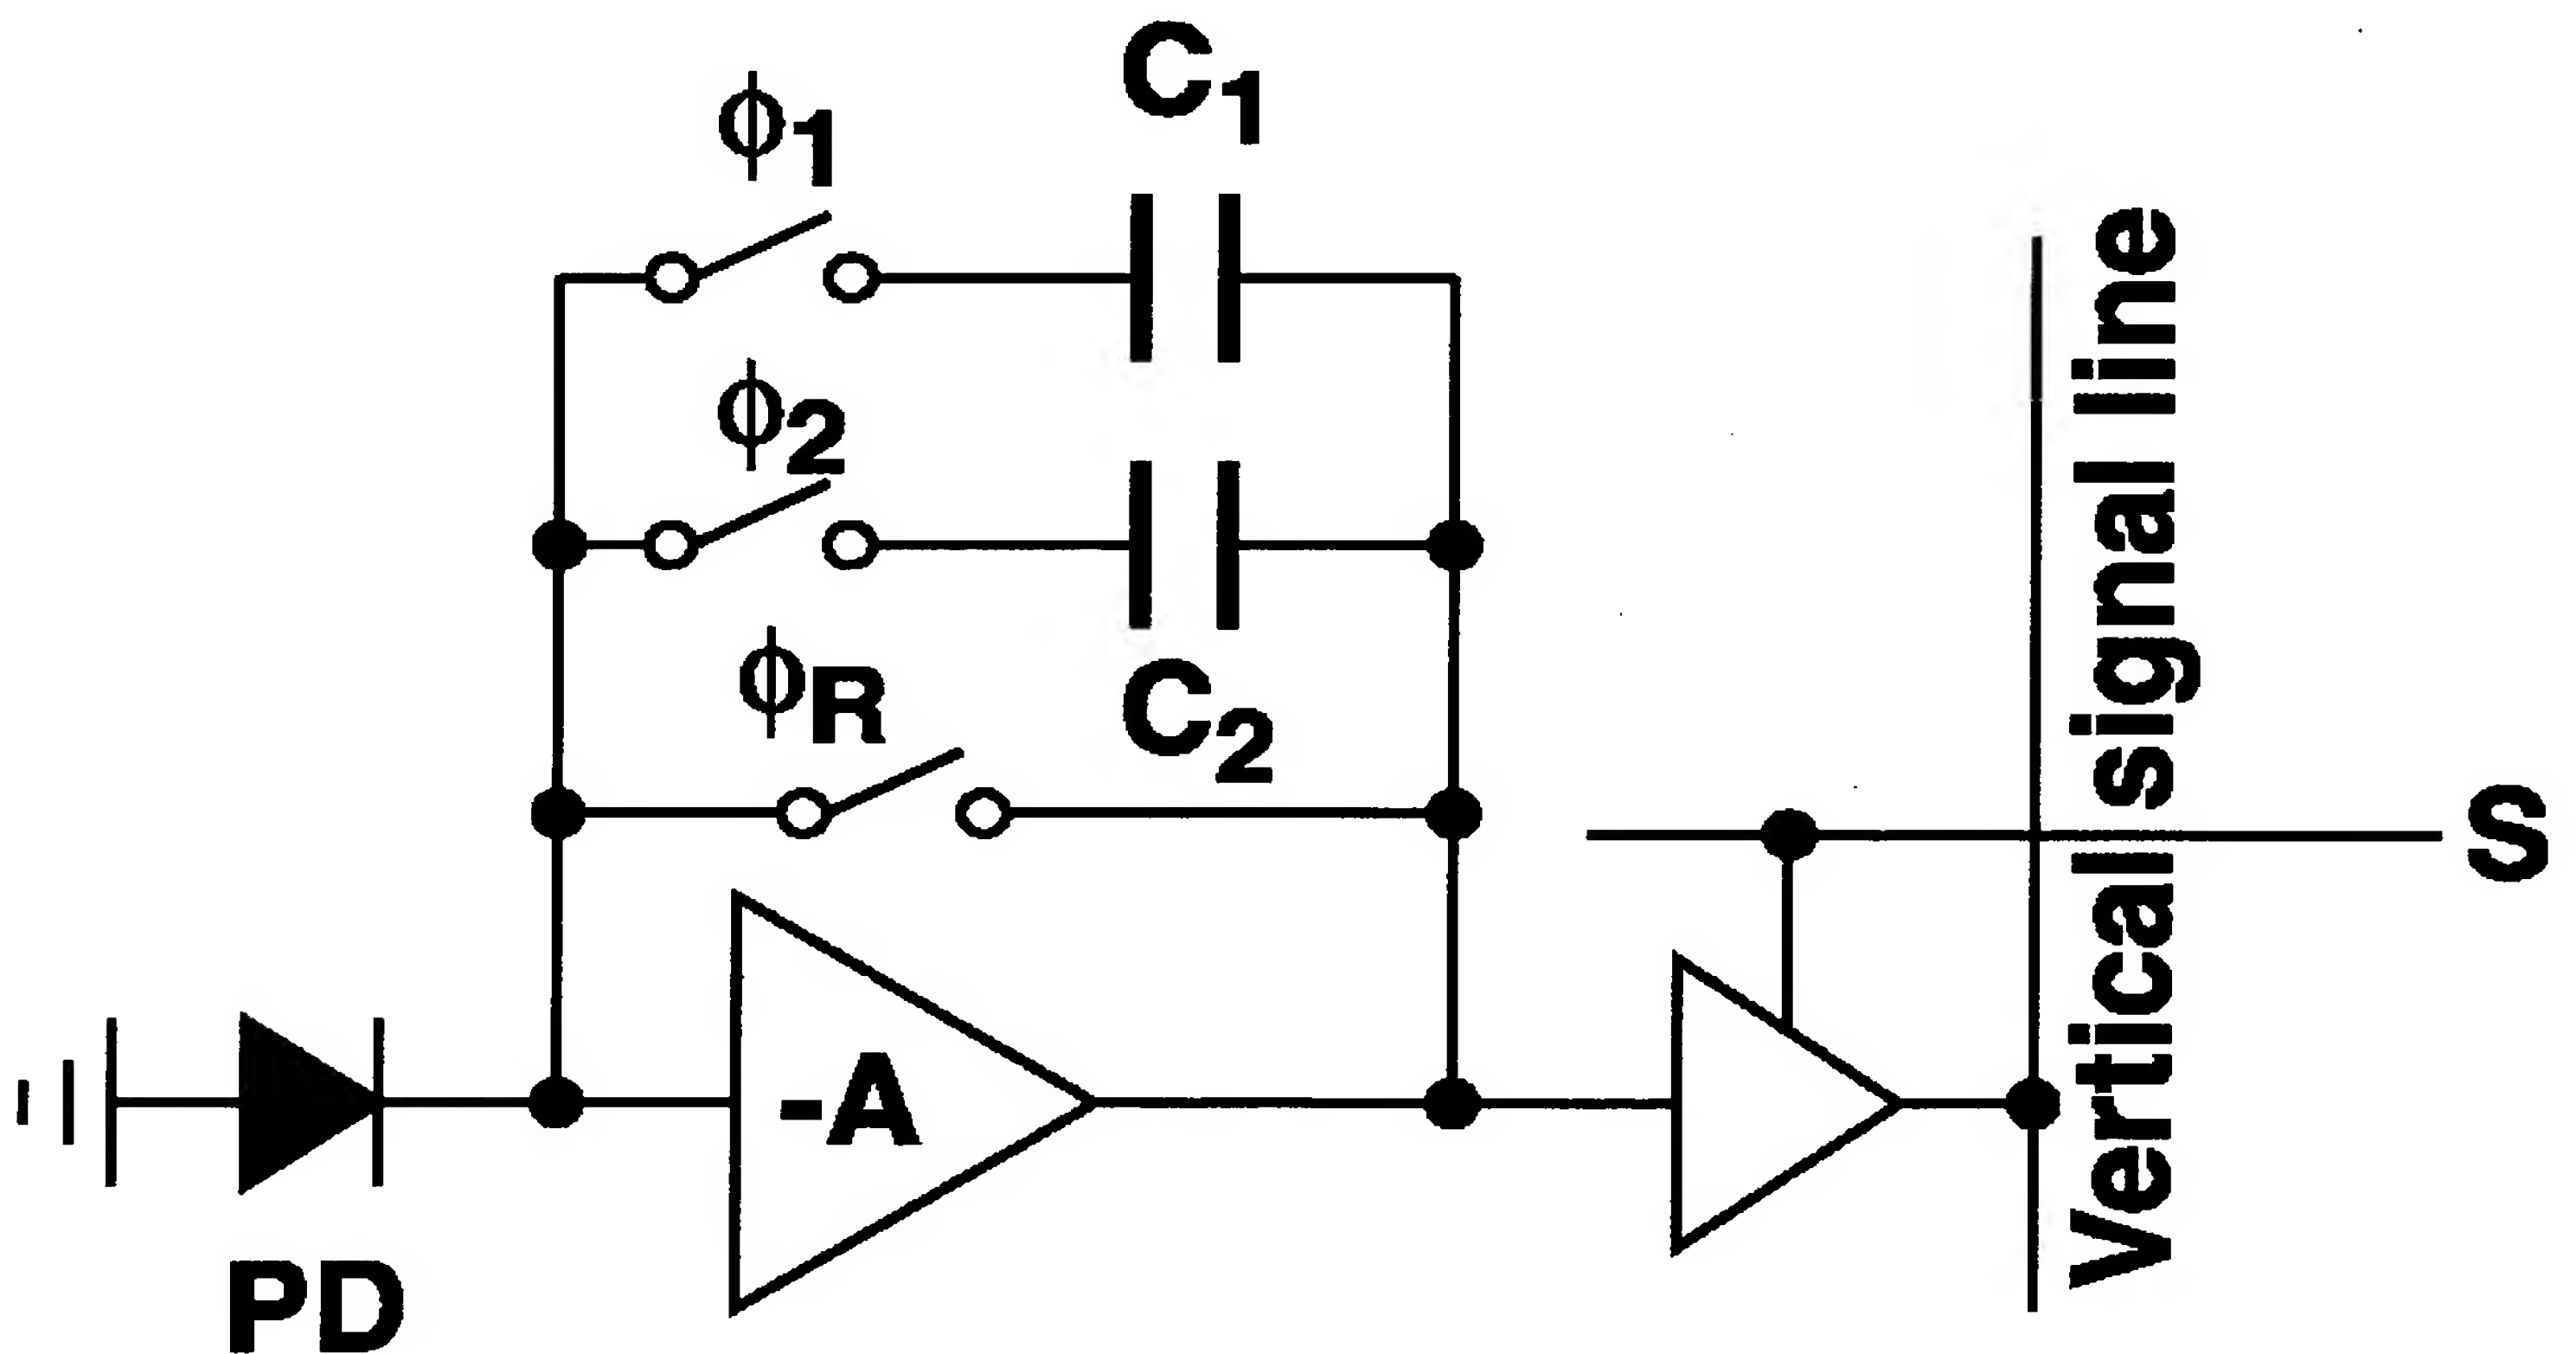 C1
ϕ1
ϕ2
ϕR
C2
S
-A
PD
Vertical signal line